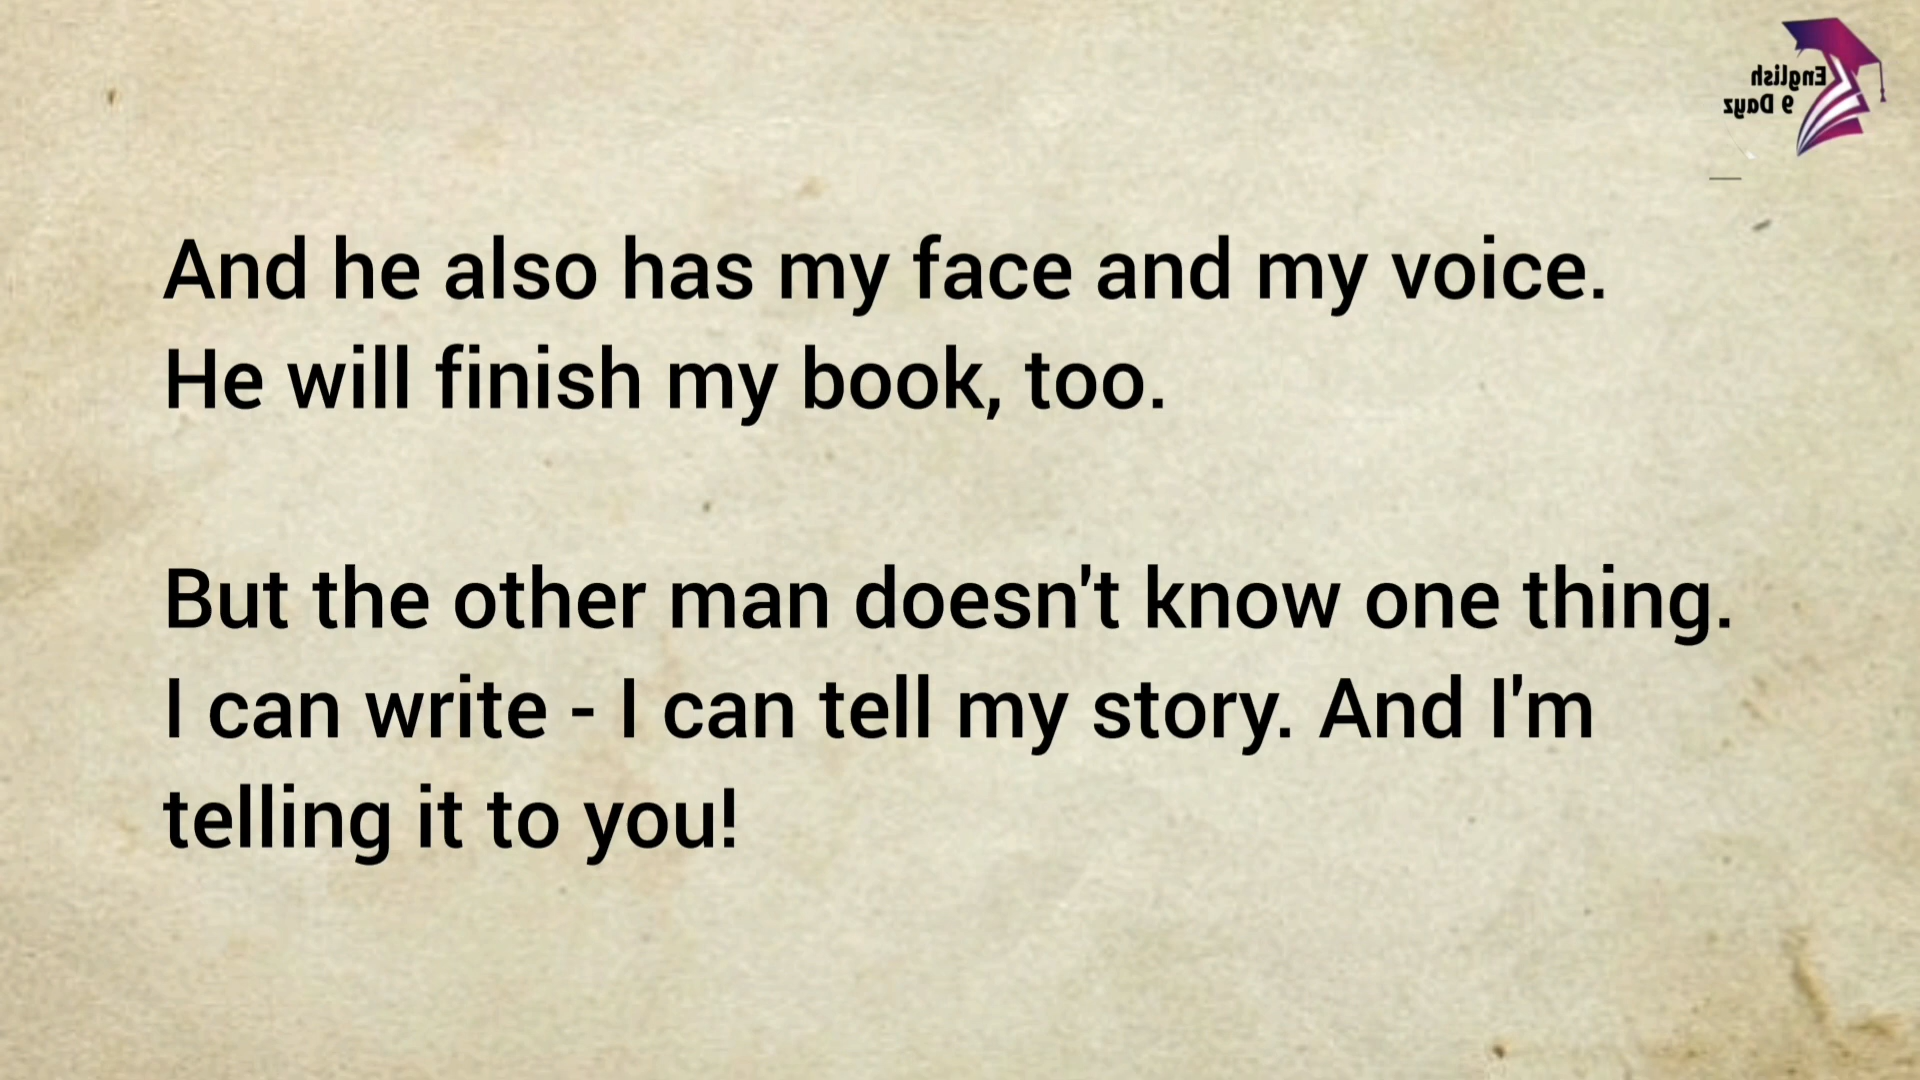 English
9 Dayz
And he also has my face and my voice.
He will finish my book, too.
But the other man doesn't know one thing.
I can write - I can tell my story. And I'm
telling it to you!